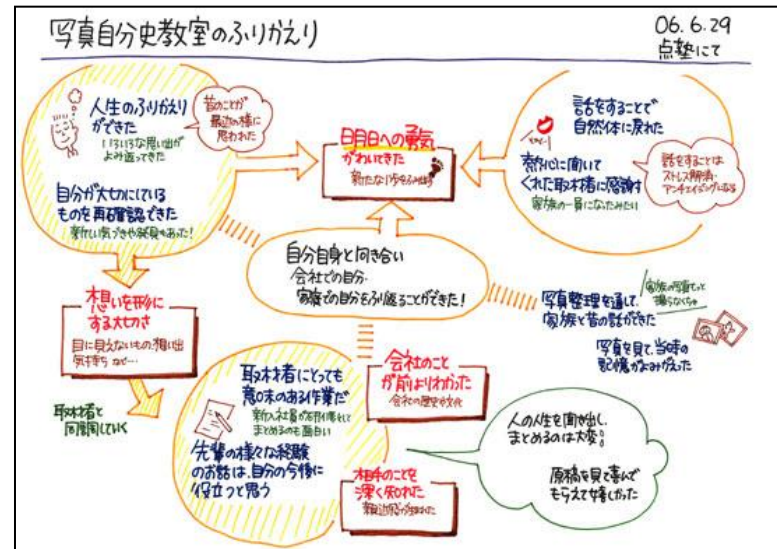 写真自分史教室のふりかえり
06.6.29
点塾にて
人生のふりかえり
ができた
いろいろな思い出が
よみ返ってきた
昔のことが
最近の様に
思われた
自分が大切にしている
ものを再確認できた
新しい気づきや発見もあった!
明日への勇気
がわいてきた
新たな1歩をふみ出す
話をすることで
自然体に戻れた
熱心に聞いて
くれた取材者に感謝す
家族の一員になったみたい
話をすることは
ストレス解消・
アンチエイジングになる
自分自身と向き合い
会社での自分、
家庭での自分をふり返ることができた!
想いを形に
する大切さ
目に見えないもの、想い出
気持ち など…
取材者と
同居していく
写真整理を通して、
家族と昔の話ができた
家族の写真もっと
撮らなくちゃ
写真を見て、当時の
記憶がよみがえった
取材者にとっても
意味のある作業だ
まとめるのも面白い
先輩の様々な経験
のお話は、自分の今後に
役立つと思う
会社のこと
が前よりわかった
会社の歴史や文化
相手のことを
深く知れた
親近感が生まれた
人の人生を聞き出し、
まとめるのは大変!
原稿を見て喜んで
もらえて嬉しかった